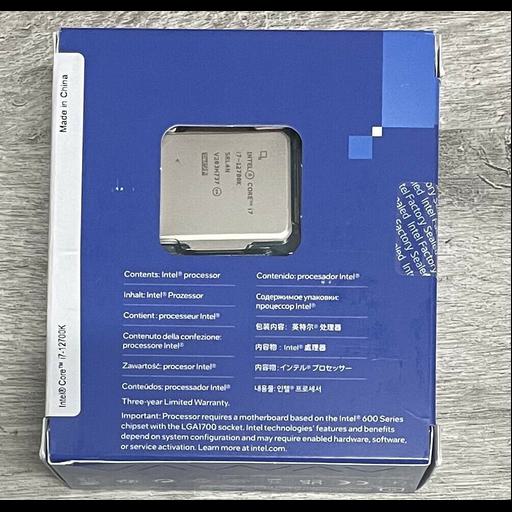 Made in China
Intel® Core™ i7-12700K
INTEL® CORE™ i7
i7-12700K
SRL4N
Contents: Intel® processor
Inhalt: Intel® Prozessor
Content : processeur Intel®
Contenuto della confezione:
processore Intel®
Zawartość: procesor Intel®
Conteúdos: processador Intel®
Three-year Limited Warranty.
Contenido: procesador Intel®
Содержимое упаковки:
процессор Intel®
包装内容: 英特尔® 处理器
內容物 : Intel® 處理器
内容物: インテル® プロセッサー
내용물: 인텔® 프로세서
Important: Processor requires a motherboard based on the Intel® 600 Series
chipset with the LGA1700 socket. Intel technologies' features and benefits
depend on system configuration and may require enabled hardware, software,
or service activation. Learn more at intel.com.
Intel Factory Sealed